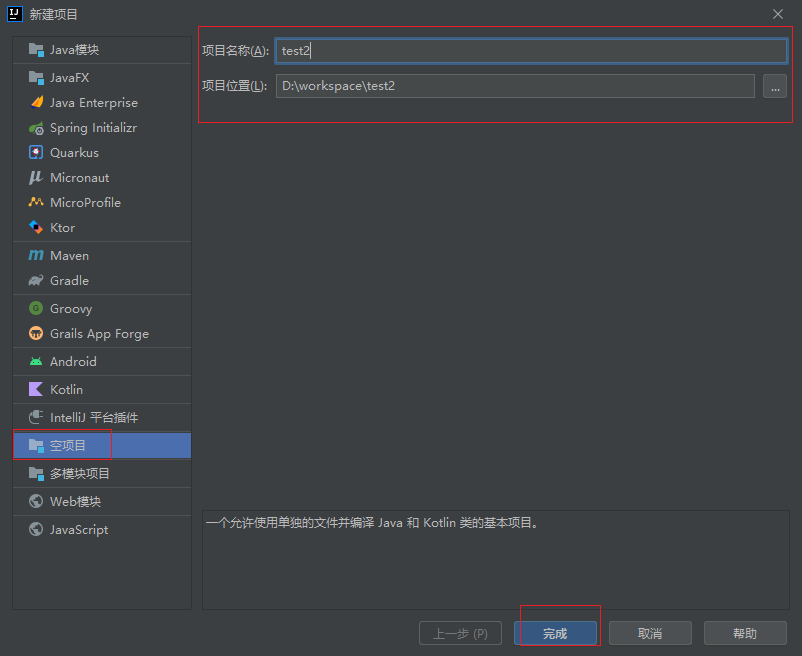 新建项目
Java模块
JavaFX
Java Enterprise
Spring Initializr
Quarkus
Micronaut
MicroProfile
Ktor
Maven
Gradle
Groovy
Grails App Forge
Android
Kotlin
IntelliJ 平台插件
空项目
多模块项目
Web模块
JavaScript
项目名称(A): test2
项目位置(L): D:\workspace\test2 ...
一个允许使用单独的文件并编译 Java 和 Kotlin 类的基本项目。
上一步 (P) 完成 取消 帮助